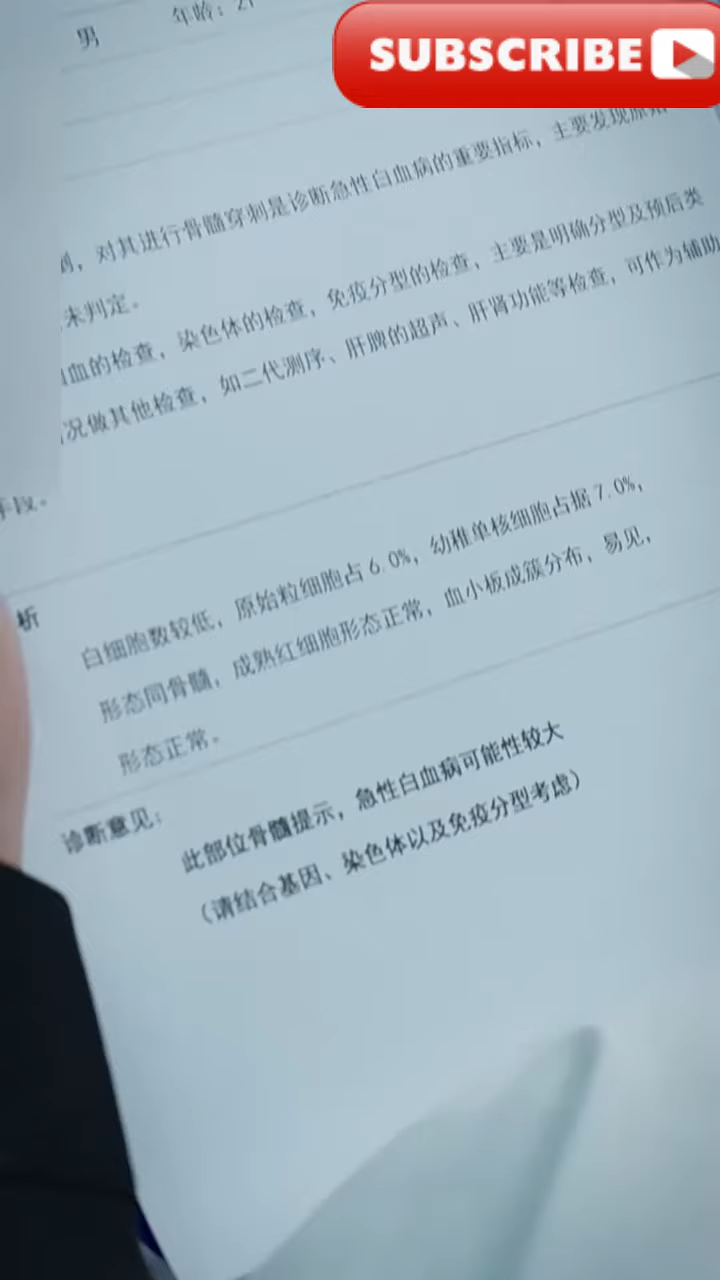 SUBSCRIBE
男 年龄: 21
，对其进行骨髓穿刺是诊断急性白血病的重要指标，主要发现原始
未判定。
血的检查，染色体的检查，免疫分型的检查，主要是明确分型及预后类
况做其他检查，如二代测序、肝脾的超声、肝肾功能等检查，可作为辅助
手段。
析 白细胞数较低，原始粒细胞占6.0%，幼稚单核细胞占据7.0%，
形态同骨髓，成熟红细胞形态正常，血小板成簇分布，易见，
形态正常。
诊断意见： 此部位骨髓提示，急性白血病可能性较大
（请结合基因、染色体以及免疫分型考虑）